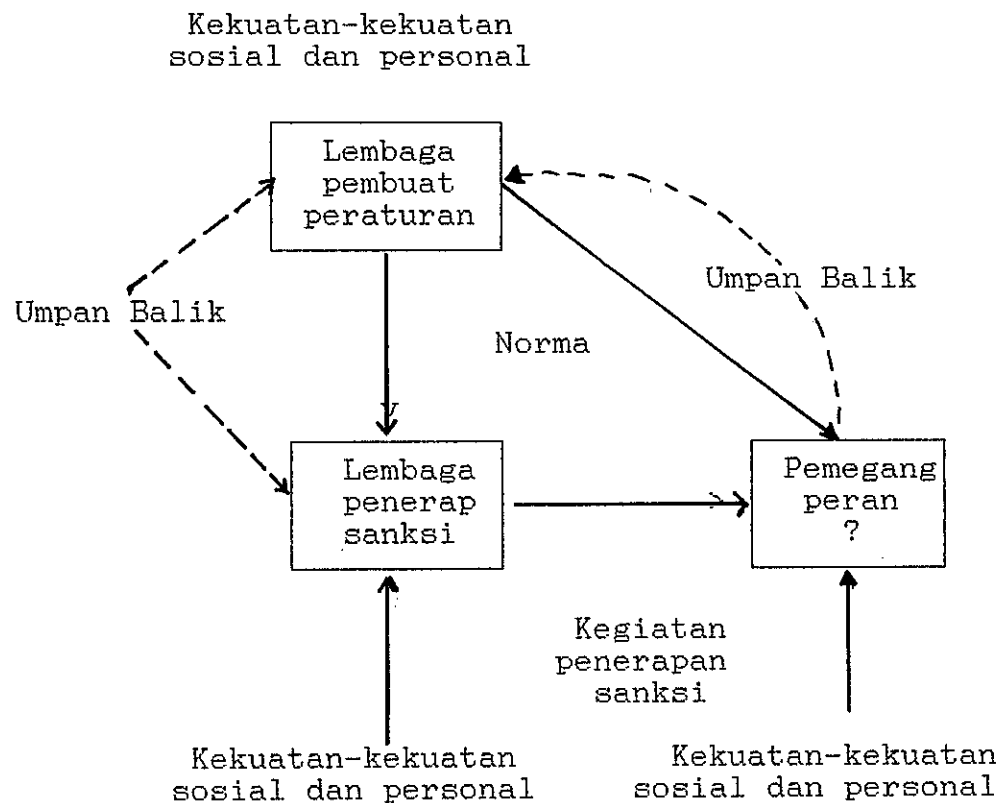 Kekuatan-kekuatan
sosial dan personal
Lembaga
pembuat
peraturan
Umpan Balik
Umpan Balik
Norma
Lembaga
penerap
sanksi
Pemegang
peran
?
Kegiatan
penerapan
sanksi
Kekuatan-kekuatan
sosial dan personal
Kekuatan-kekuatan
sosial dan personal